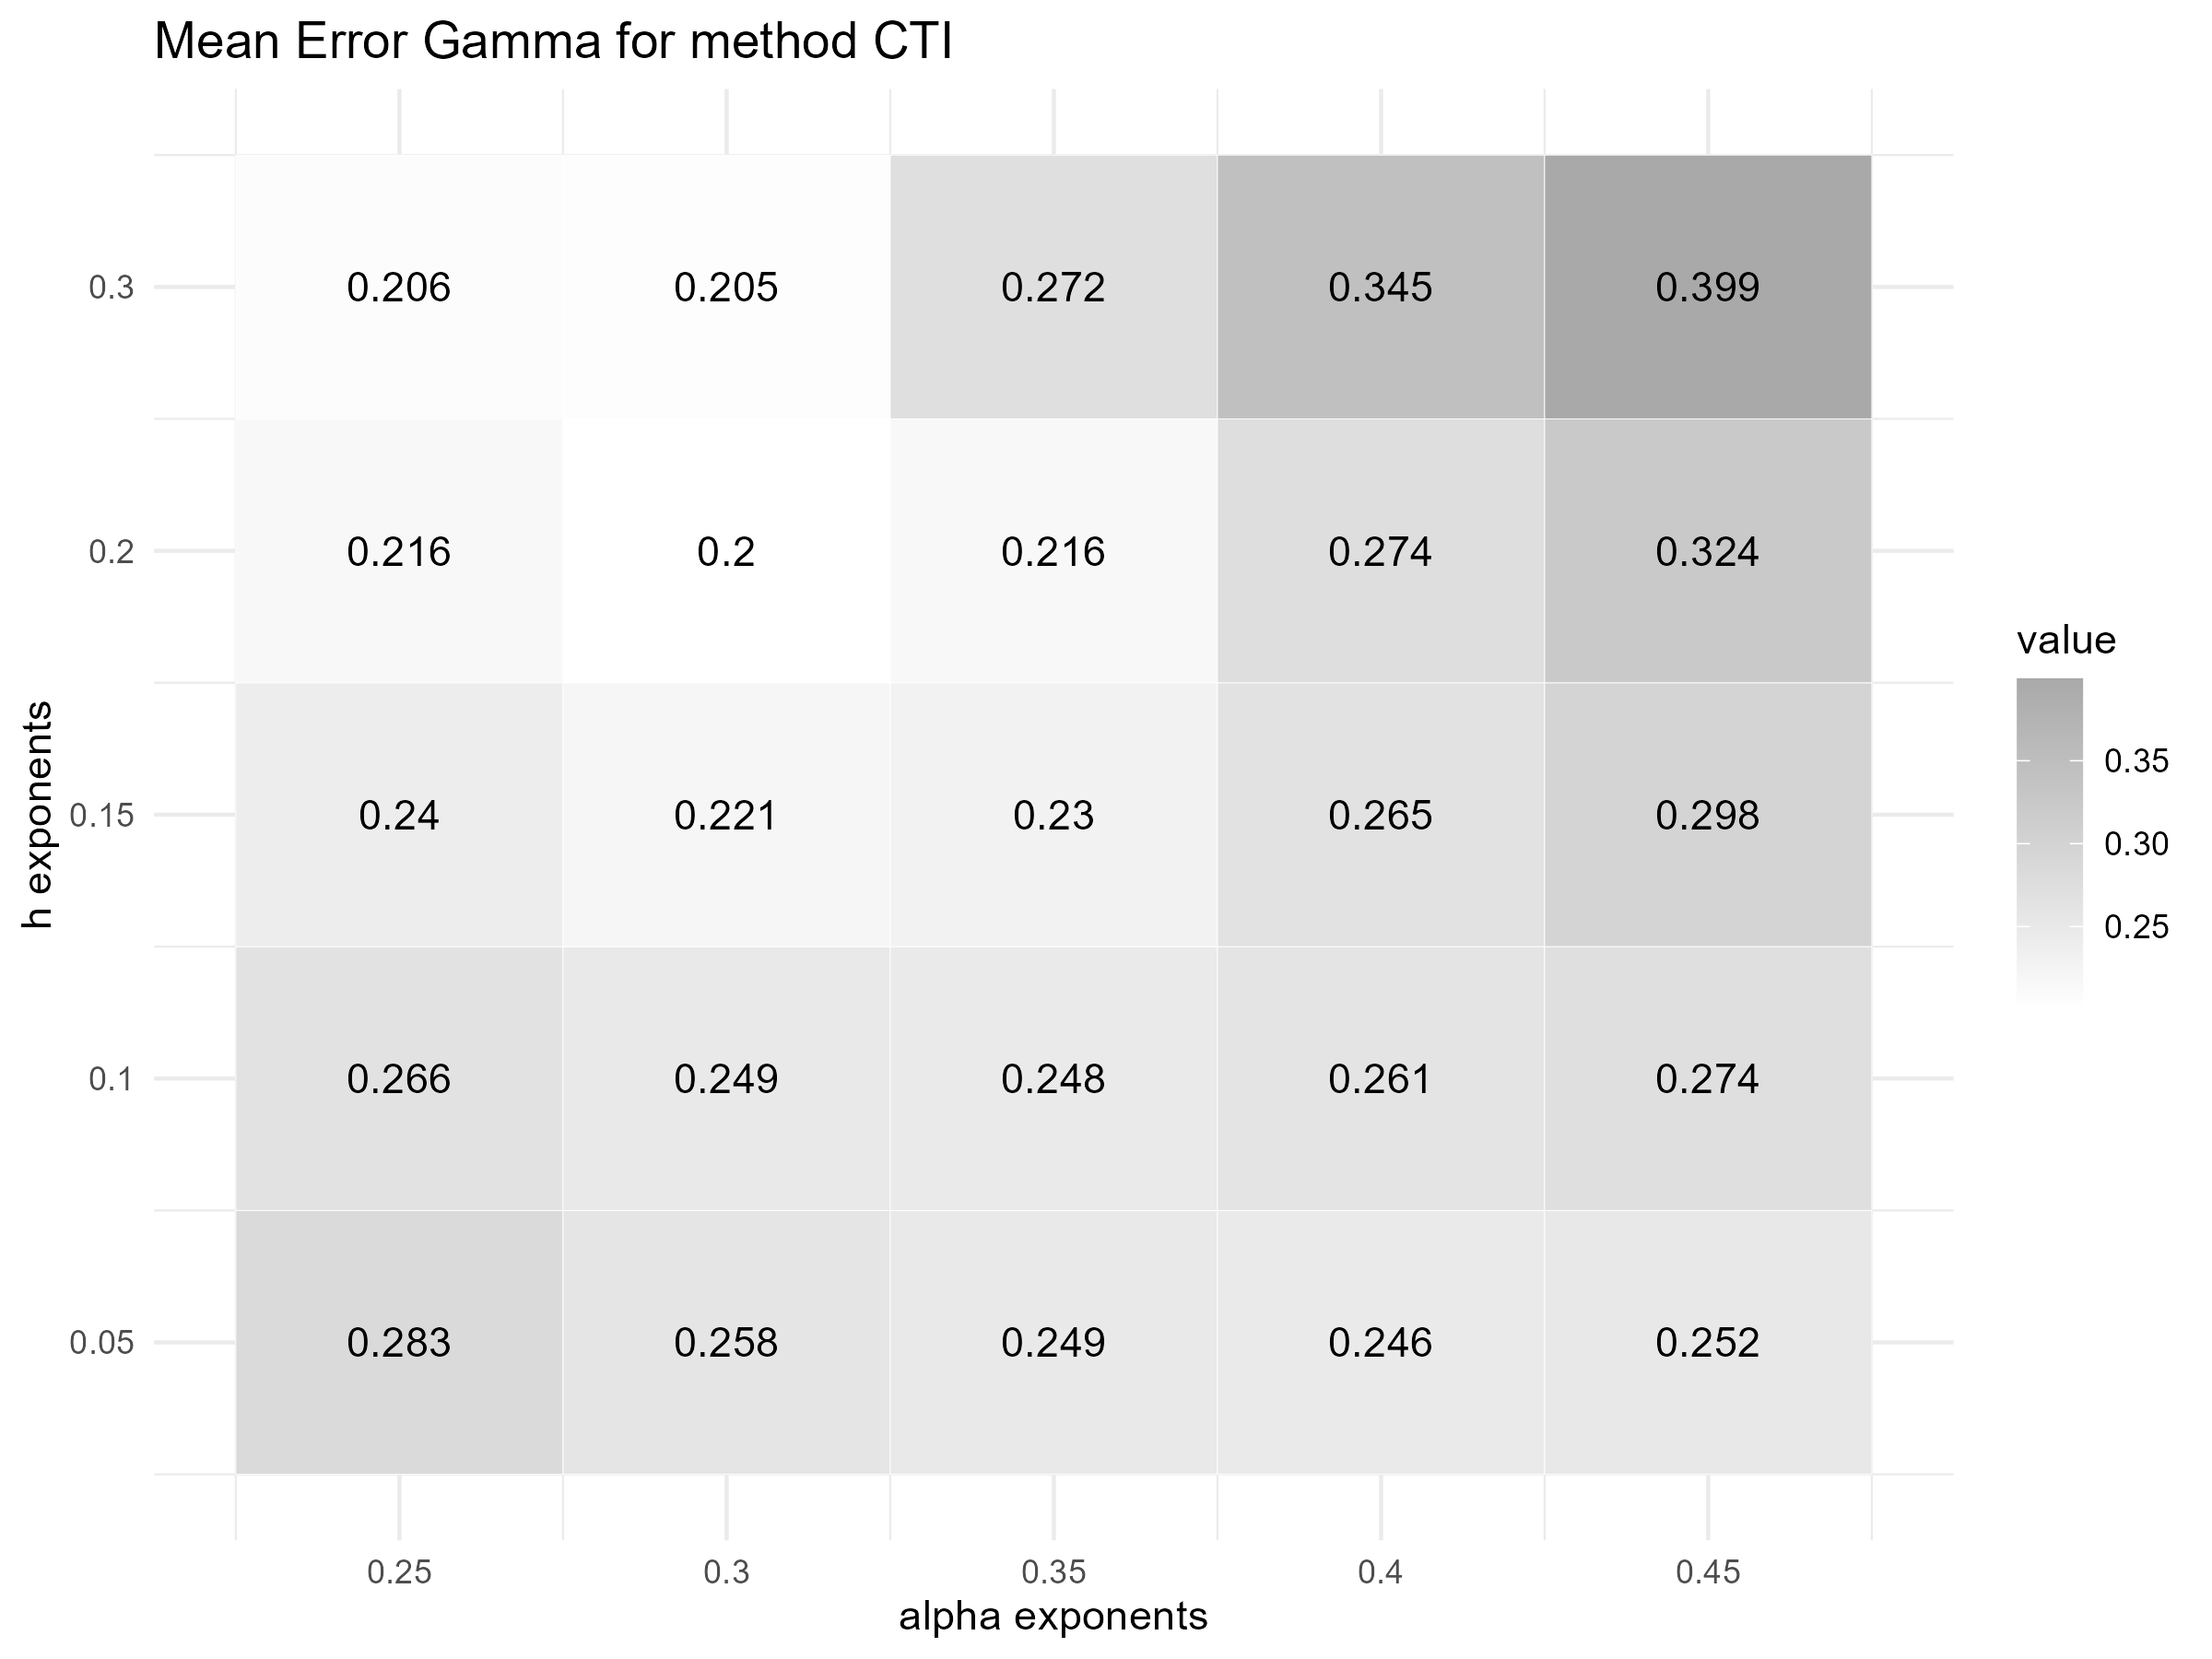 Mean Error Gamma for method CTI
0.3 0.206 0.205 0.272 0.345 0.399
0.2 0.216 0.2 0.216 0.274 0.324
0.15 0.24 0.221 0.23 0.265 0.298
0.1 0.266 0.249 0.248 0.261 0.274
0.05 0.283 0.258 0.249 0.246 0.252
0.25 0.3 0.35 0.4 0.45
alpha exponents
h exponents
value
0.35
0.30
0.25